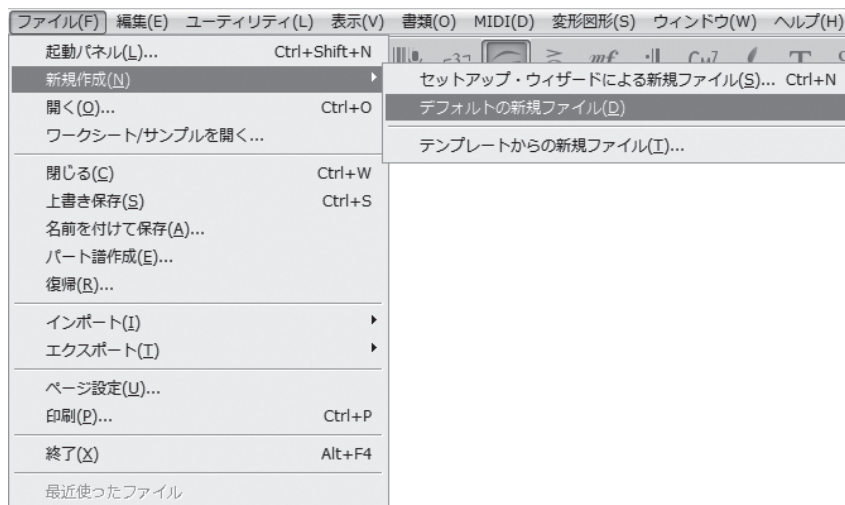 ファイル(F) 編集(E) ユーティリティ(L) 表示(V) 書類(O) MIDI(D) 変形図形(S) ウィンドウ(W) ヘルプ(H)
起動パネル(L)... Ctrl+Shift+N
新規作成(N)
セットアップ・ウィザードによる新規ファイル(S)... Ctrl+N
デフォルトの新規ファイル(D)
テンプレートからの新規ファイル(T)...
開く(O)... Ctrl+O
ワークシート/サンプルを開く...
閉じる(C) Ctrl+W
上書き保存(S) Ctrl+S
名前を付けて保存(A)...
パート譜作成(E)...
復帰(R)...
インポート(I)
エクスポート(T)
ページ設定(U)...
印刷(P)... Ctrl+P
終了(X) Alt+F4
最近使ったファイル